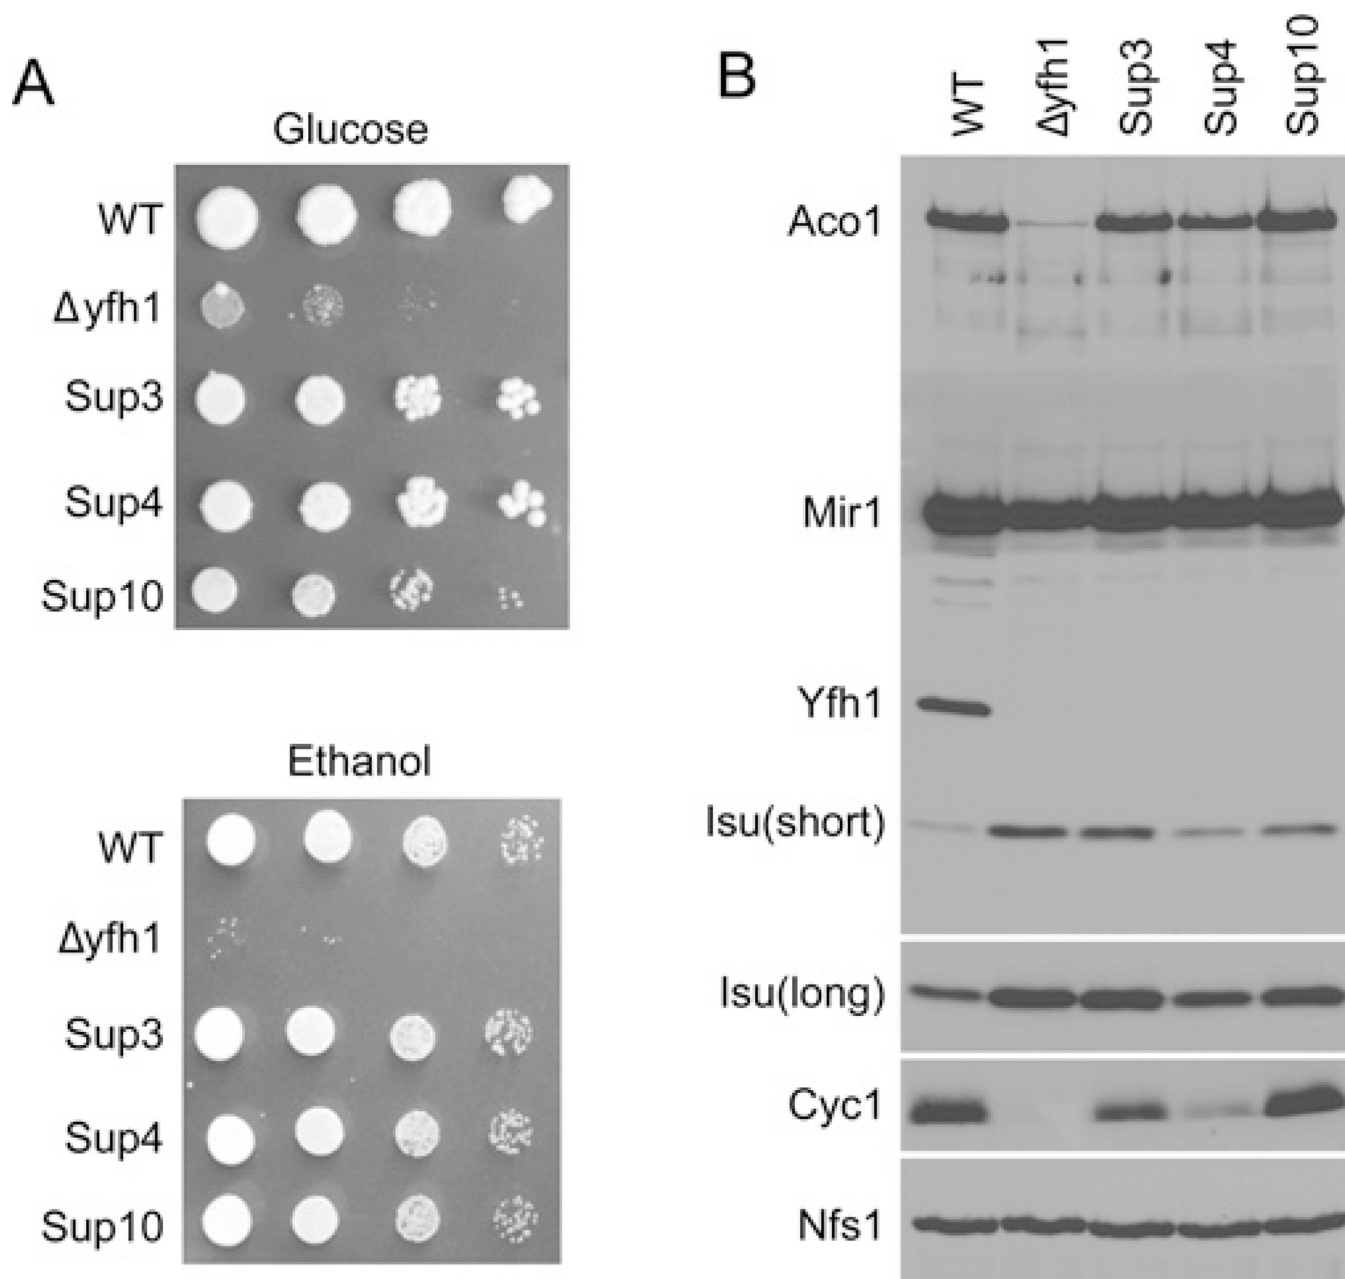 A
Glucose
WT
Δyfh1
Sup3
Sup4
Sup10
Ethanol
WT
Δyfh1
Sup3
Sup4
Sup10
B
WT
Δyfh1
Sup3
Sup4
Sup10
Aco1
Mir1
Yfh1
Isu(short)
Isu(long)
Cyc1
Nfs1